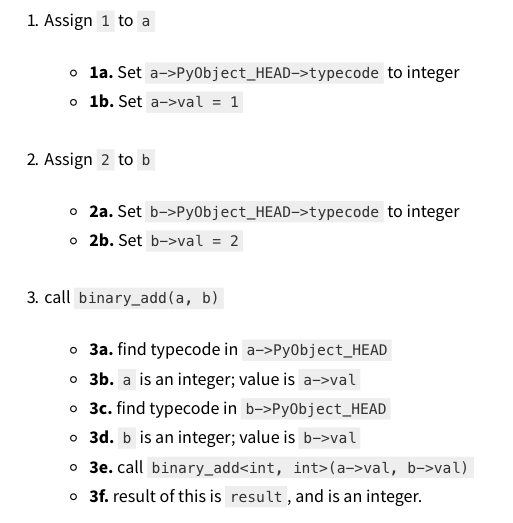 1. Assign 1 to a
1a. Set a->PyObject_HEAD->typecode to integer
1b. Set a->val = 1
2. Assign 2 to b
2a. Set b->PyObject_HEAD->typecode to integer
2b. Set b->val = 2
3. call binary_add(a, b)
3a. find typecode in a->PyObject_HEAD
3b. a is an integer; value is a->val
3c. find typecode in b->PyObject_HEAD
3d. b is an integer; value is b->val
3e. call binary_add<int, int>(a->val, b->val)
3f. result of this is result, and is an integer.